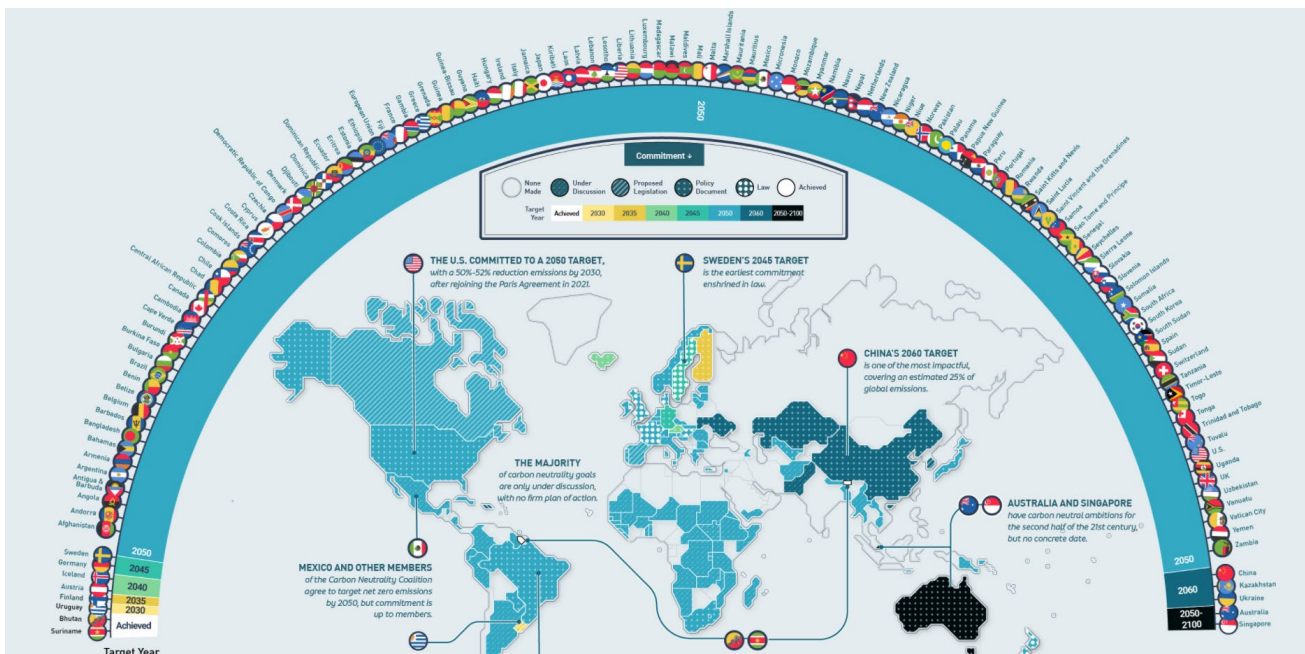 Afghanistan
Andorra
Angola
Antigua &
Barbuda
Argentina
Armenia
Bahamas
Bangladesh
Barbados
Belgium
Belize
Benin
Brazil
Bulgaria
Burkina Faso
Burundi
Cape Verde
Cambodia
Canada
Central African Republic
Chad
Chile
Colombia
Comoros
Cook Islands
Costa Rica
Cyprus
Czechia
Democratic Republic of Congo
Denmark
Djibouti
Dominica
Dominican Republic
Ecuador
Eritrea
Estonia
Ethiopia
European Union
Fiji
France
Gambia
Greece
Grenada
Guinea
Guinea-Bissau
Guyana
Haiti
Hungary
Ireland
Italy
Jamaica
Japan
Kiribati
Laos
Latvia
Lebanon
Lesotho
Liberia
Lithuania
Luxembourg
Madagascar
Malawi
Maldives
Mali
Malta
Marshall Islands
Mauritania
Mauritius
Mexico
Micronesia
Monaco
Mozambique
Myanmar
Namibia
Nauru
Nepal
Netherlands
New Zealand
Nicaragua
Niger
Niue
Norway
Pakistan
Palau
Panama
Papua New Guinea
Paraguay
Peru
Portugal
Romania
Rwanda
Saint Kitts and Nevis
Saint Lucia
Saint Vincent and the Grenadines
Samoa
Sao Tome and Principe
Senegal
Seychelles
Sierra Leone
Slovakia
Slovenia
Solomon Islands
Somalia
South Africa
South Korea
South Sudan
Spain
Sudan
Switzerland
Tanzania
Timor-Leste
Togo
Tonga
Trinidad and Tobago
Tuvalu
U.S.
Uganda
UK
Uzbekistan
Vanuatu
Vatican City
Yemen
Zambia
2050
Commitment +
None
Made
Under
Discussion
Proposed
Legislation
Policy
Document
Law
Achieved
Target
Year
Achieved 2030 2035 2040 2045 2050 2060 2050-2100
THE U.S. COMMITTED TO A 2050 TARGET,
with a 50%-52% reduction emissions by 2030,
after rejoining the Paris Agreement in 2021.
SWEDEN'S 2045 TARGET
is the earliest commitment
enshrined in law.
CHINA'S 2060 TARGET
is one of the most impactful,
covering an estimated 25% of
global emissions.
THE MAJORITY
of carbon neutrality goals
are only under discussion,
with no firm plan of action.
AUSTRALIA AND SINGAPORE
have carbon neutral ambitions for
the second half of the 21st century,
but no concrete date.
MEXICO AND OTHER MEMBERS
of the Carbon Neutrality Coalition
agree to target net zero emissions
by 2050, but commitment is
up to members.
2050
Sweden
Germany
2045
Iceland
Austria
2040
Finland
2035
Uruguay
2030
Bhutan
Suriname
Achieved
Target Year
2050
China
Kazakhstan
Ukraine
2060
Australia
Singapore
2050-
2100